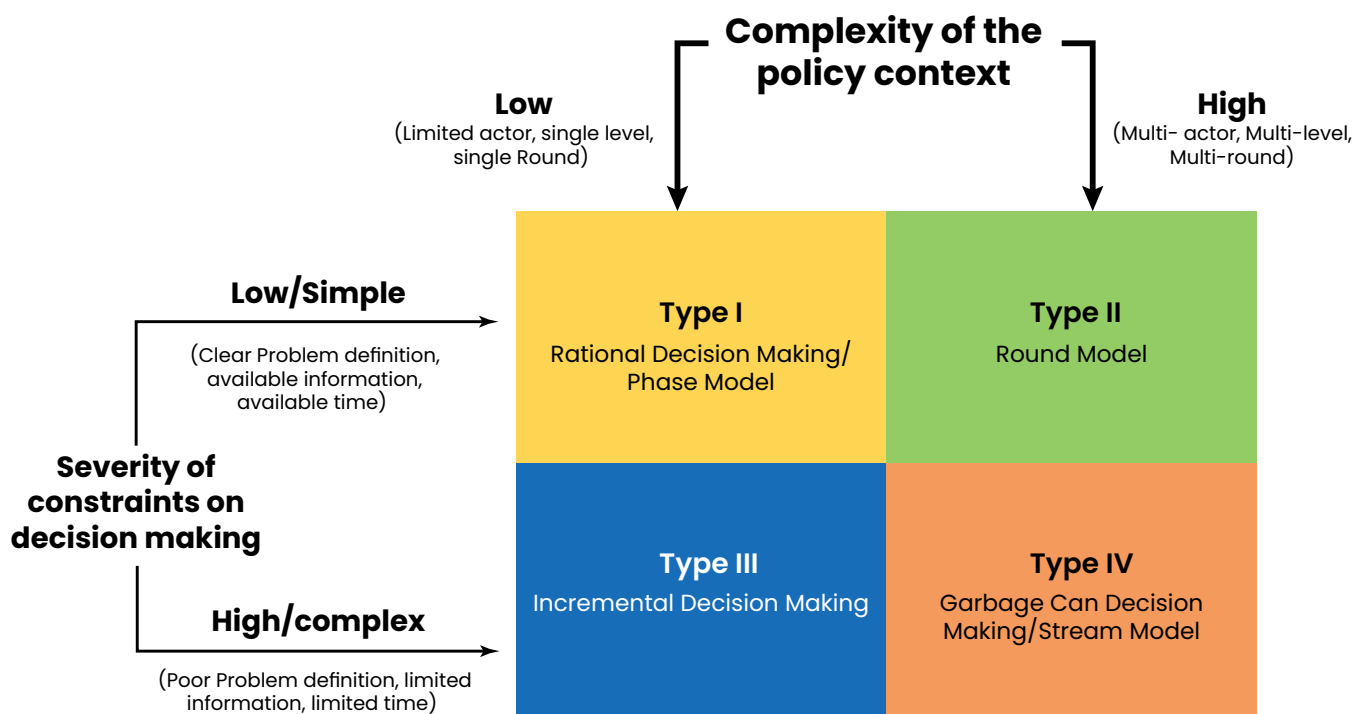 Complexity of the
policy context
Low
(Limited actor, single level,
single Round)
High
(Multi- actor, Multi-level,
Multi-round)
Low/Simple
(Clear Problem definition,
available information,
available time)
Type I
Rational Decision Making/
Phase Model
Type II
Round Model
Severity of
constraints on
decision making
High/complex
(Poor Problem definition, limited
information, limited time)
Type III
Incremental Decision Making
Type IV
Garbage Can Decision
Making/Stream Model